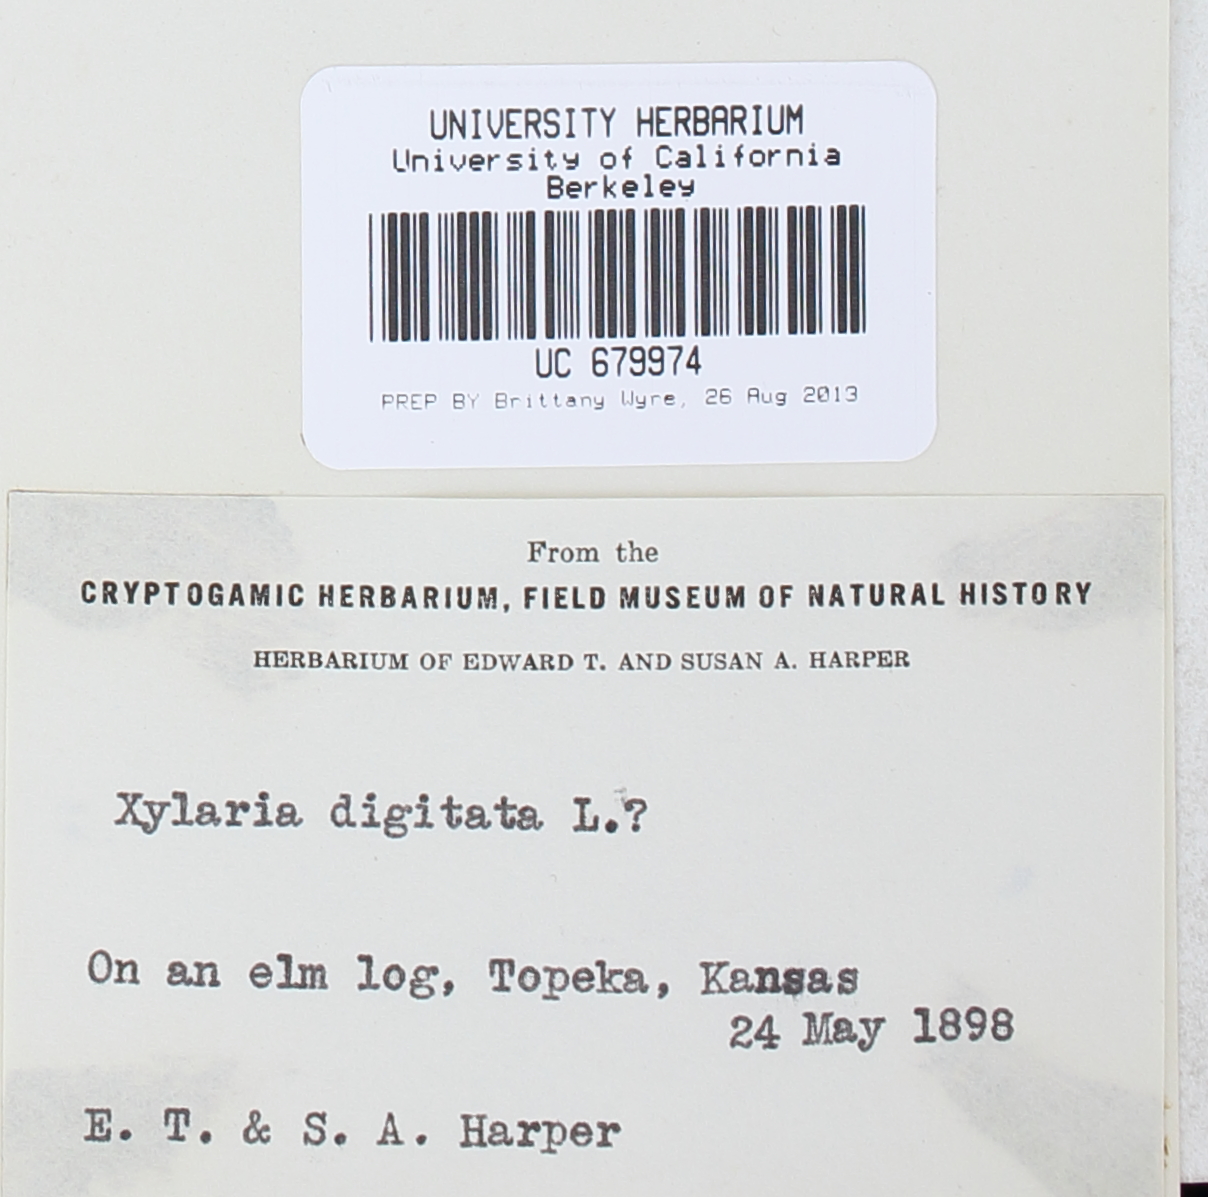 UNIVERSITY HERBARIUM
University of California
Berkeley
UC 679974
PREP BY Brittany Wyre, 26 Aug 2013
From the
CRYPTOGAMIC HERBARIUM, FIELD MUSEUM OF NATURAL HISTORY
HERBARIUM OF EDWARD T. AND SUSAN A. HARPER
Xylaria digitata L.?
On an elm log, Topeka, Kansas
24 May 1898
E. T. & S. A. Harper